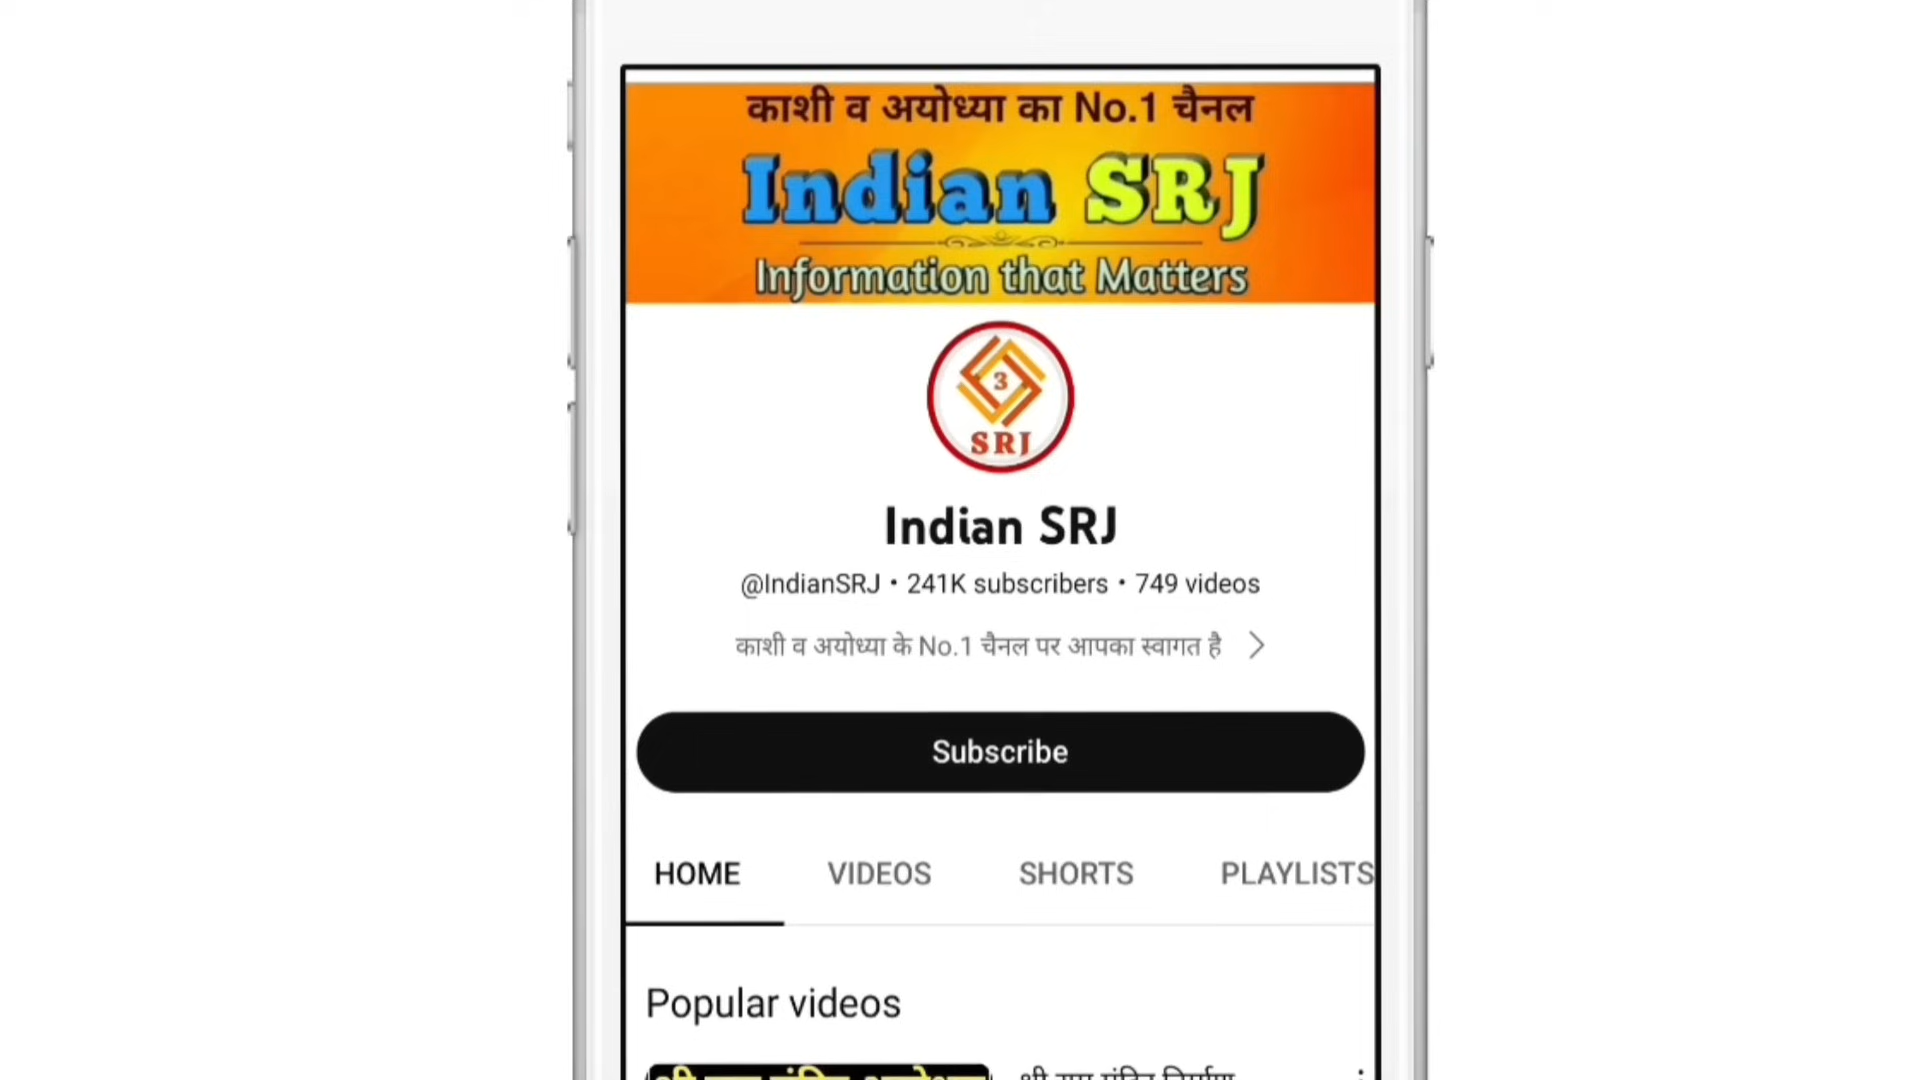 काशी व अयोध्या का No.1 चैनल
Indian SRJ
Information that Matters
3
SRJ
Indian SRJ
@IndianSRJ • 241K subscribers • 749 videos
काशी व अयोध्या के No.1 चैनल पर आपका स्वागत है
Subscribe
HOME VIDEOS SHORTS PLAYLISTS
Popular videos